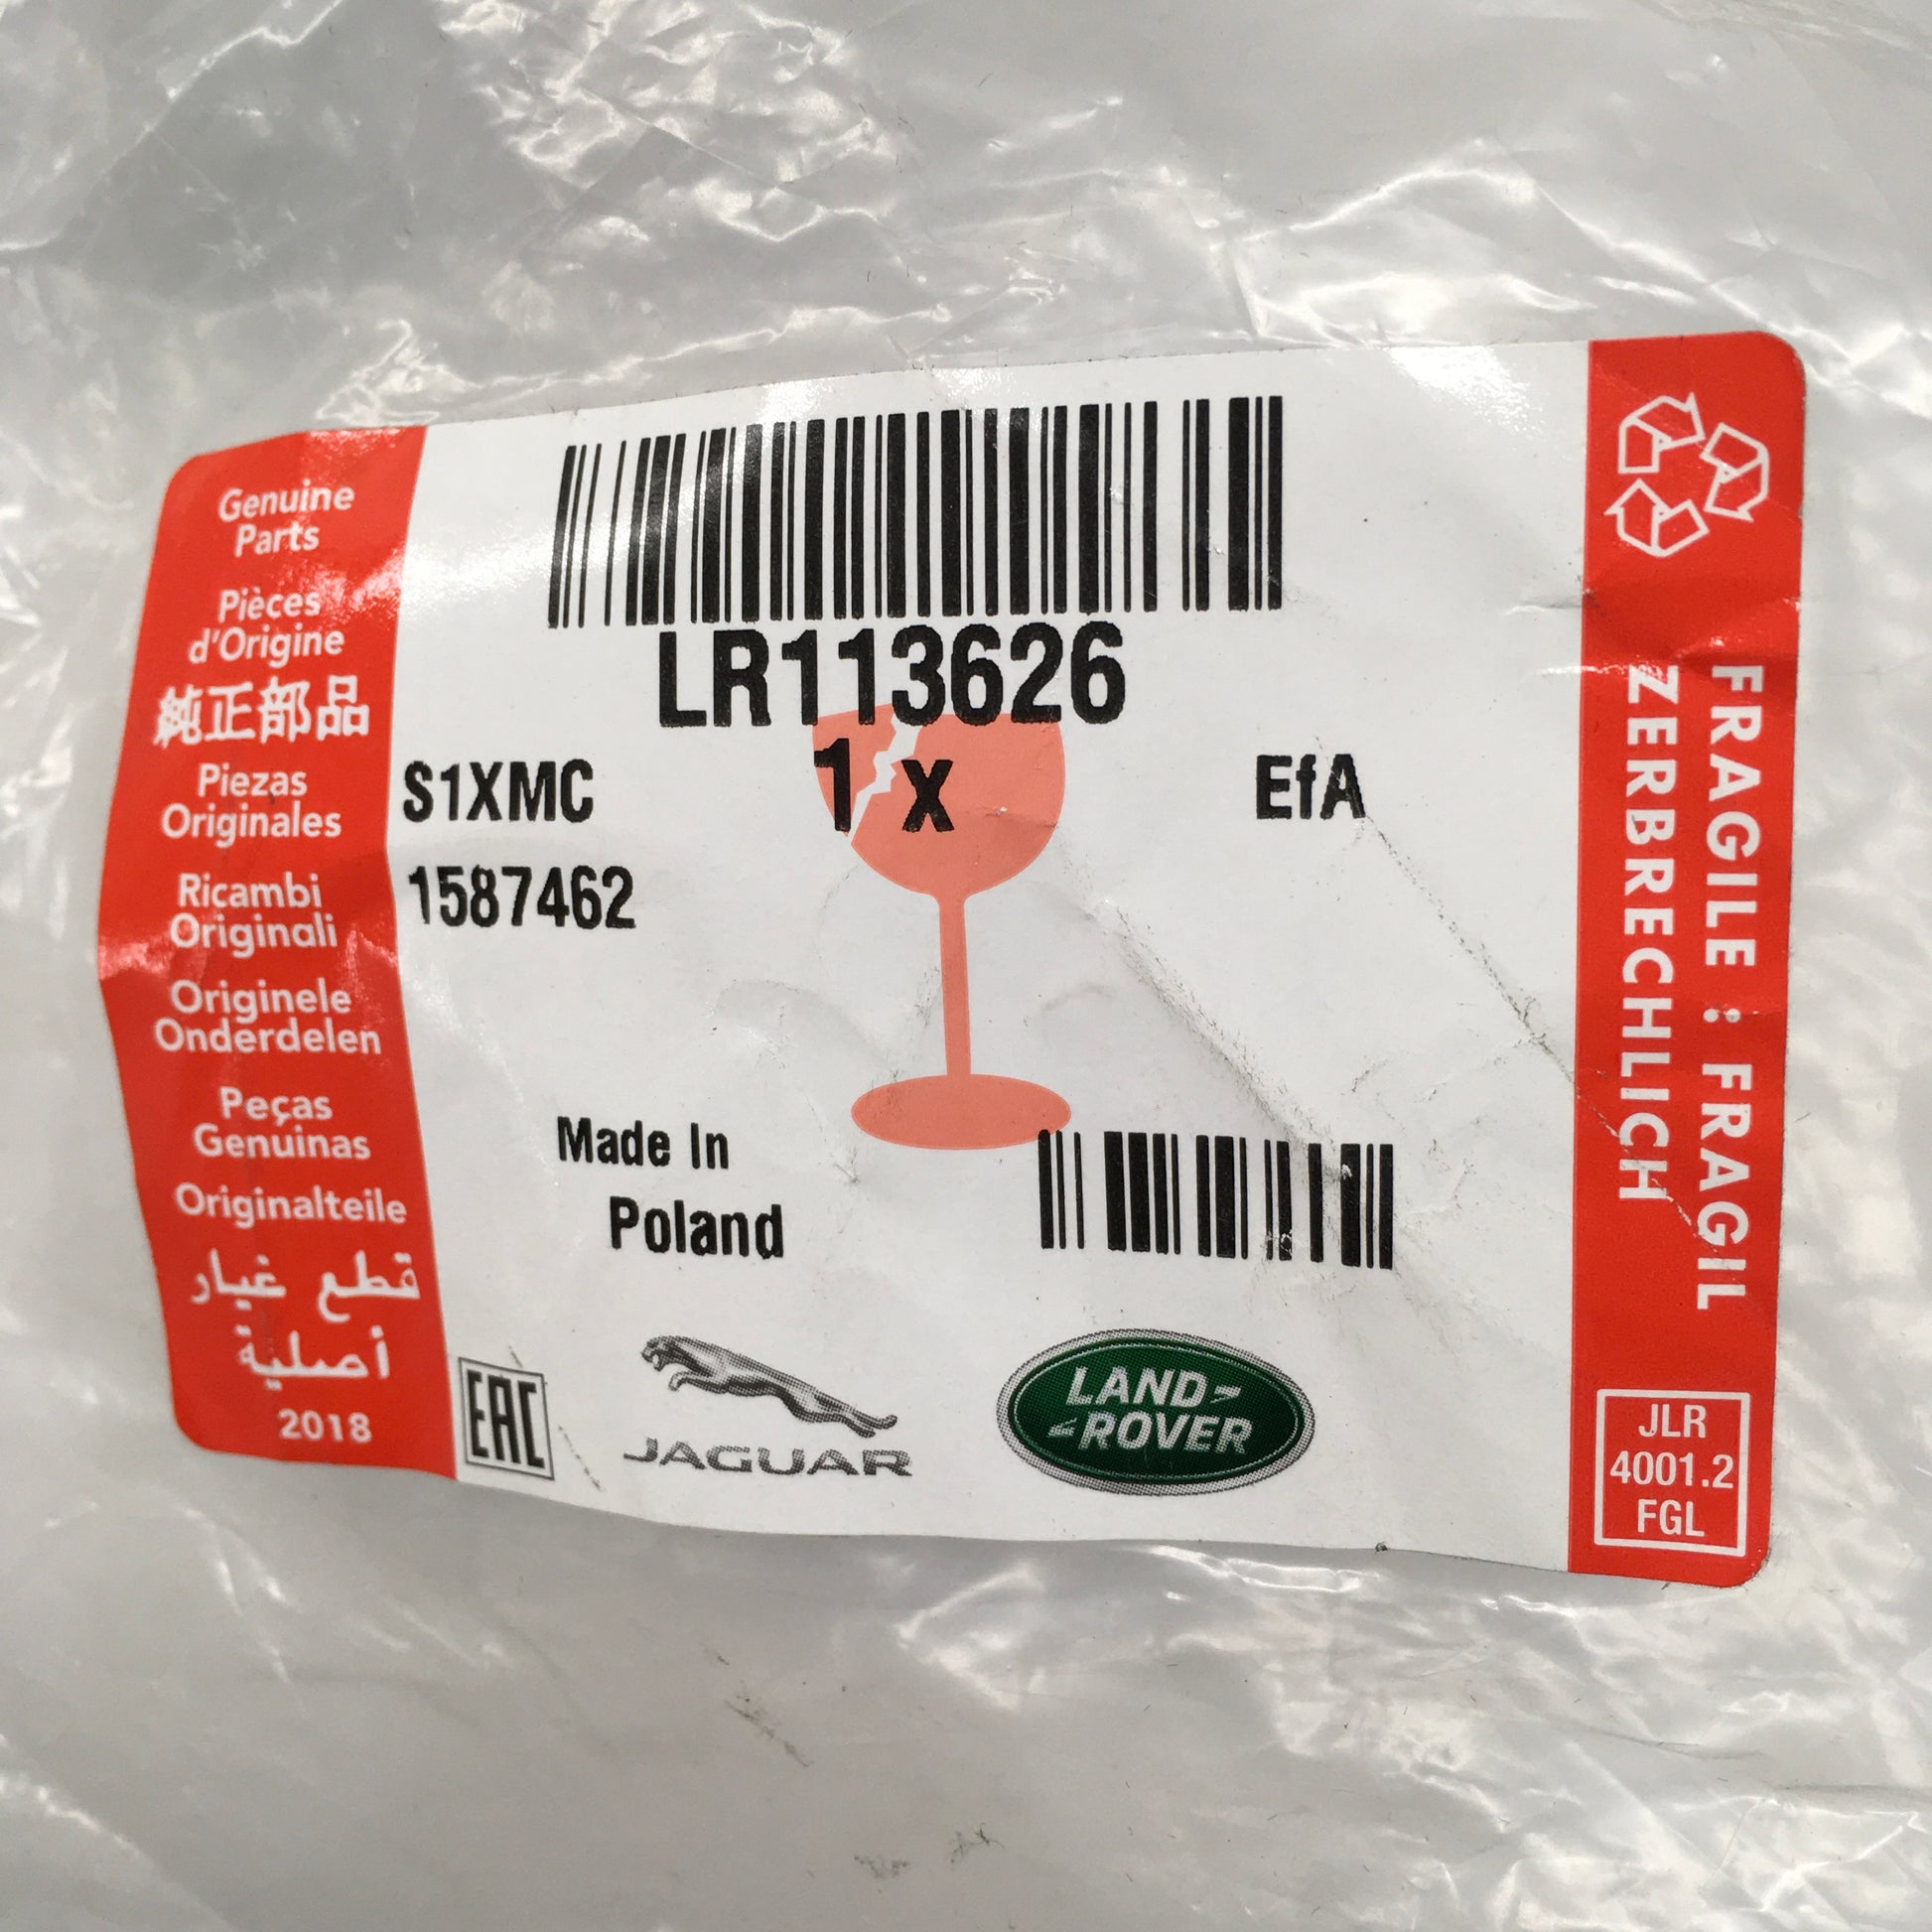 Genuine
Parts
Pièces
d'Origine
純正部品
Piezas
Originales
Ricambi
Originali
Originele
Onderdelen
Peças
Genuinas
Originalteile
قطع غيار
أصلية
2018
LR113626
S1XMC 1 x EfA
1587462
Made In
Poland
EAC
JAGUAR
LAND
ROVER
FRAGILE : FRAGIL
ZERBRECHLICH
JLR
4001.2
FGL